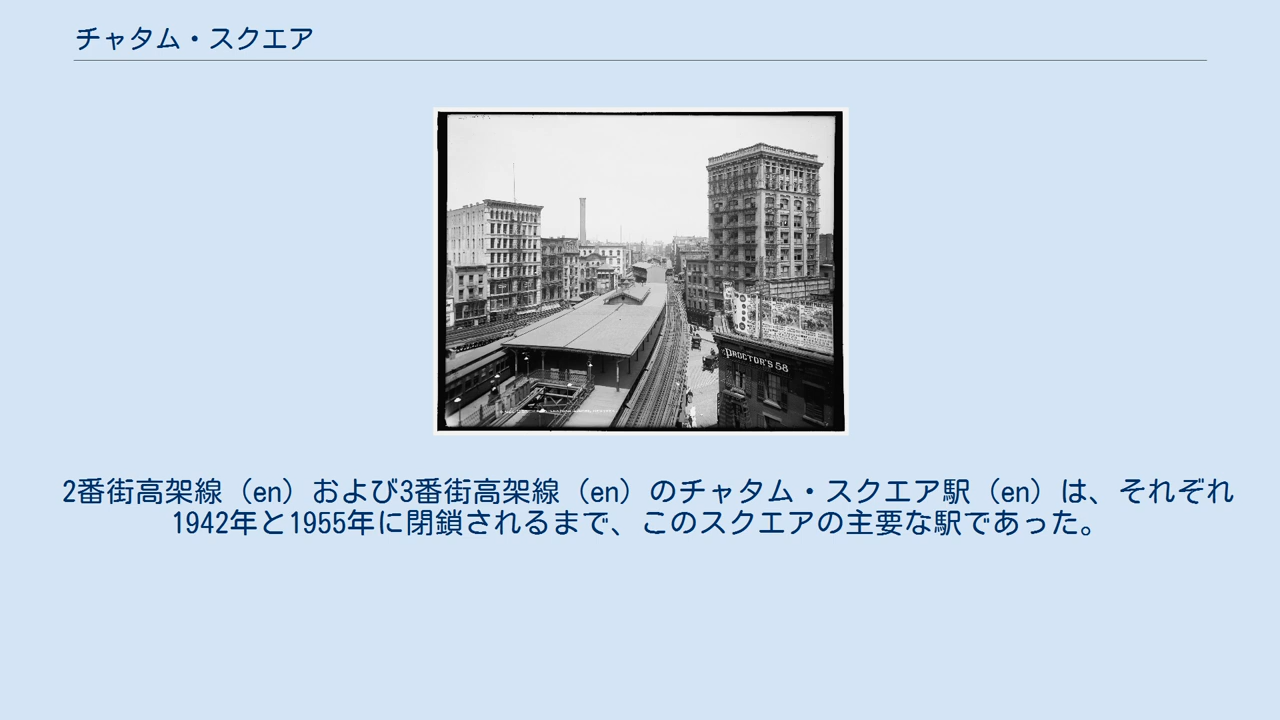 チャタム・スクエア
PROCTOR'S 58
2番街高架線（en）および3番街高架線（en）のチャタム・スクエア駅（en）は、それぞれ
1942年と1955年に閉鎖されるまで、このスクエアの主要な駅であった。